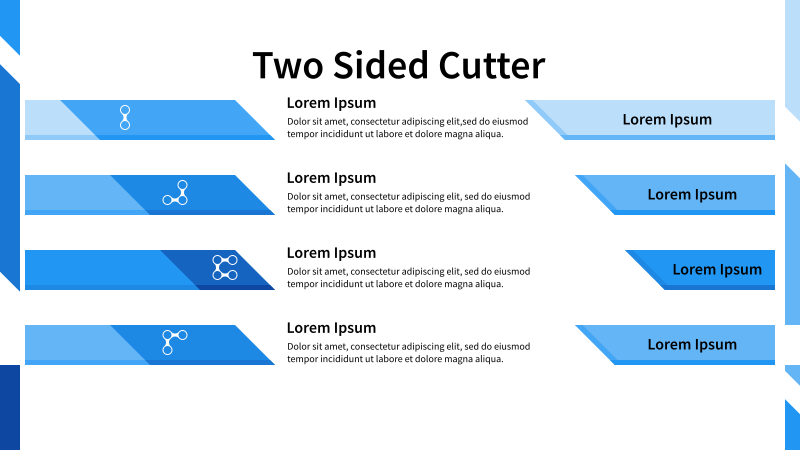 Two Sided Cutter
Lorem Ipsum
Dolor sit amet, consectetur adipiscing elit,sed do eiusmod
tempor incididunt ut labore et dolore magna aliqua.
Lorem Ipsum
Lorem Ipsum
Dolor sit amet, consectetur adipiscing elit, sed do eiusmod
tempor incididunt ut labore et dolore magna aliqua.
Lorem Ipsum
Lorem Ipsum
Dolor sit amet, consectetur adipiscing elit, sed do eiusmod
tempor incididunt ut labore et dolore magna aliqua.
Lorem Ipsum
Lorem Ipsum
Dolor sit amet, consectetur adipiscing elit, sed do eiusmod
tempor incididunt ut labore et dolore magna aliqua.
Lorem Ipsum